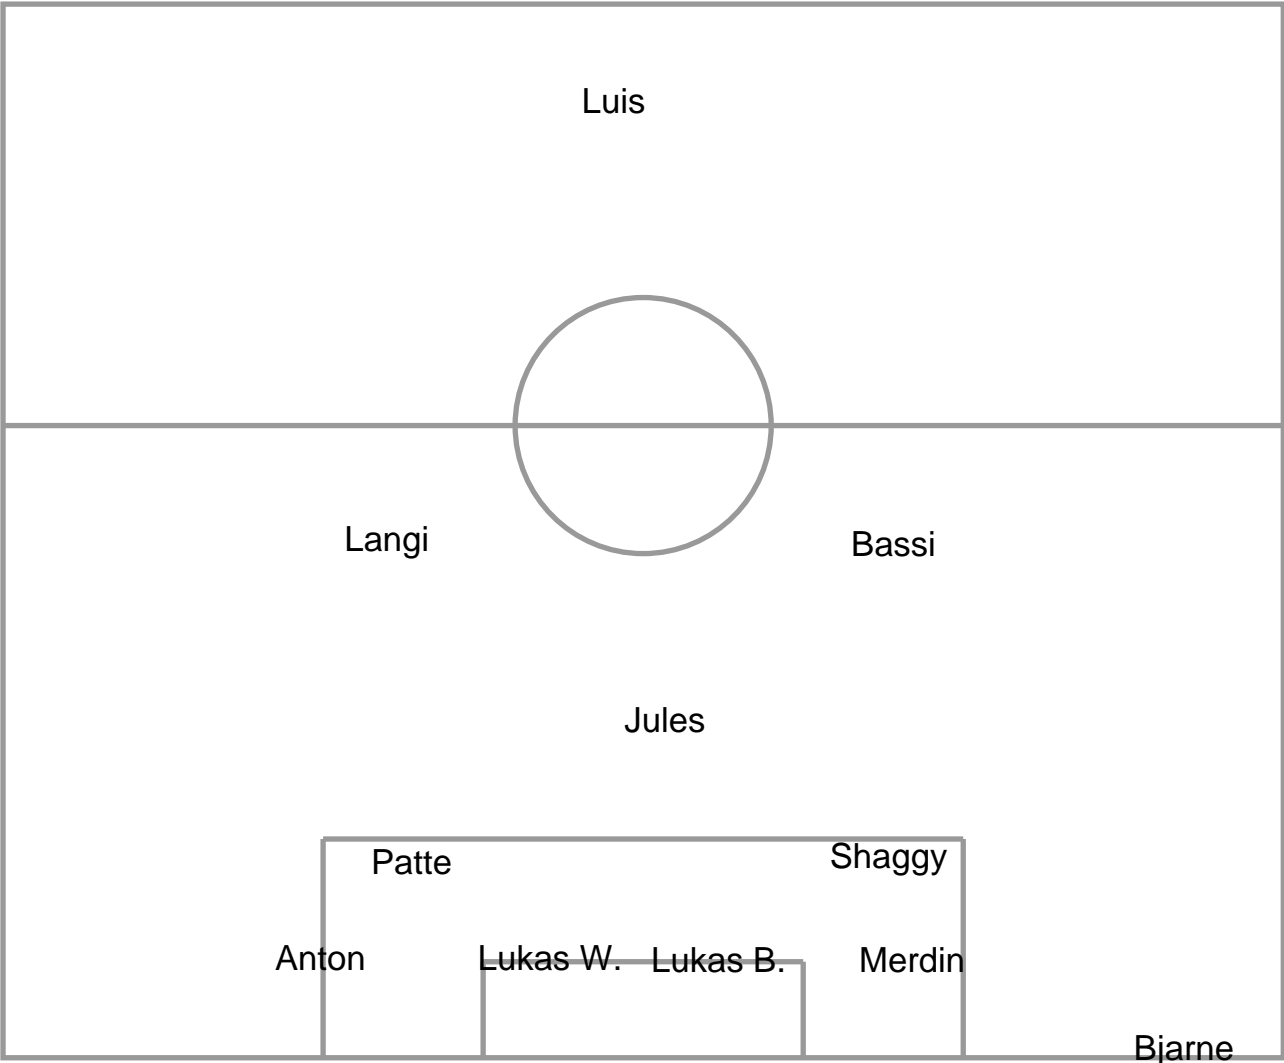 Luis
Langi
Bassi
Jules
Patte
Shaggy
Anton
Lukas W.
Lukas B.
Merdin
Bjarne